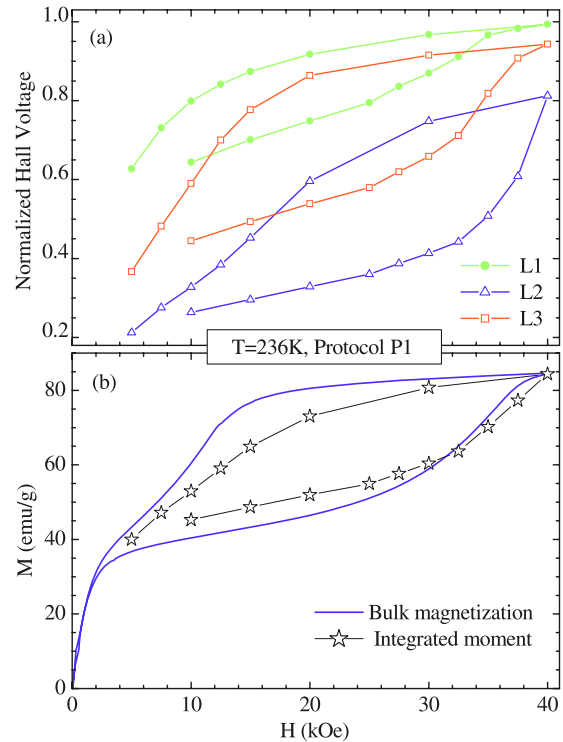 (a)
1.0
0.8
0.6
0.4
0.2
Normalized Hall Voltage
L1
L2
L3
T=236K, Protocol P1
(b)
80
60
40
20
0
M (emu/g)
Bulk magnetization
Integrated moment
0 10 20 30 40
H (kOe)